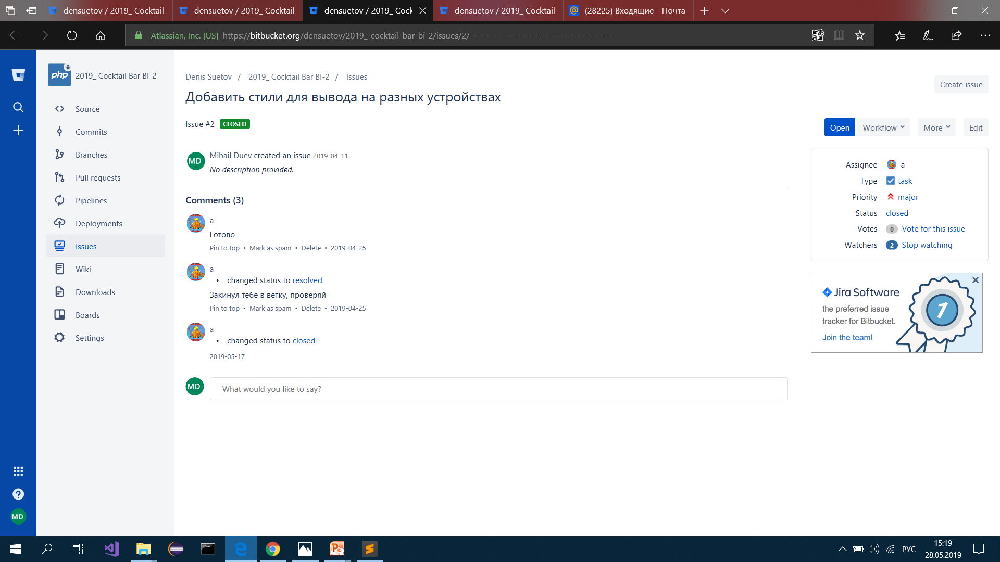 densuetov / 2019_ Cocktail
densuetov / 2019_ Cocktail
densuetov / 2019_ Cock
densuetov / 2019_ Cocktail
(28225) Входящие - Почта
Atlassian, Inc. [US] https://bitbucket.org/densuetov/2019_-cocktail-bar-bi-2/issues/2/------------------------------------------
php
2019_ Cocktail Bar BI-2
Source
Commits
Branches
Pull requests
Pipelines
Deployments
Issues
Wiki
Downloads
Boards
Settings
MD
Denis Suetov / 2019_ Cocktail Bar BI-2 / Issues
Create issue
Добавить стили для вывода на разных устройствах
Issue #2 CLOSED
Open Workflow More Edit
MD
Mihail Duev created an issue 2019-04-11
No description provided.
Comments (3)
a
Готово
Pin to top • Mark as spam • Delete • 2019-04-25
a
• changed status to resolved
Закинул тебе в ветку, проверяй
Pin to top • Mark as spam • Delete • 2019-04-25
a
• changed status to closed
2019-05-17
MD
What would you like to say?
Assignee a
Type task
Priority major
Status closed
Votes 0 Vote for this issue
Watchers 2 Stop watching
Jira Software
the preferred issue
tracker for Bitbucket.
Join the team!
1
РУС
15:19
28.05.2019